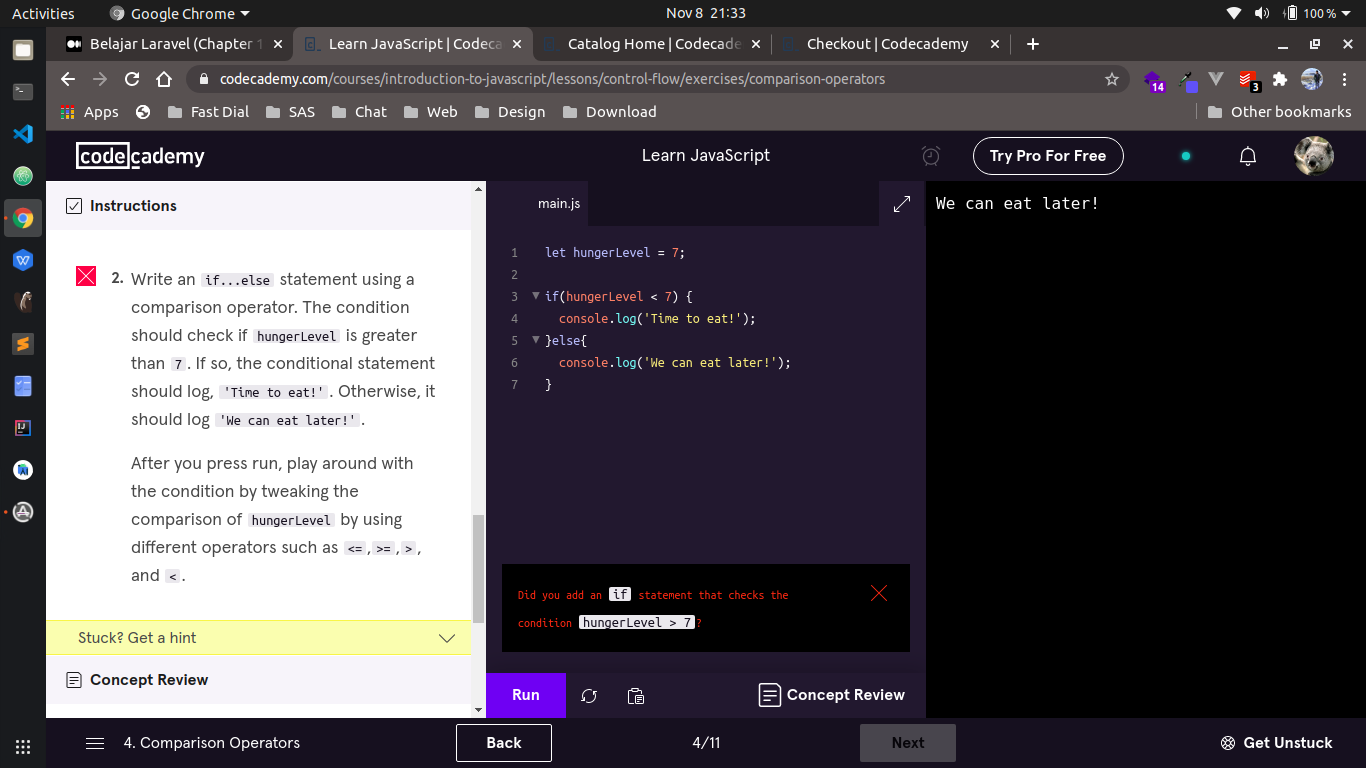 Activities
Google Chrome
Nov 8 21:33
100 %
Belajar Laravel (Chapter 1
Learn JavaScript | Codeca
Catalog Home | Codecade
Checkout | Codecademy
codecademy.com/courses/introduction-to-javascript/lessons/control-flow/exercises/comparison-operators
14
3
Apps
Fast Dial
SAS
Chat
Web
Design
Download
Other bookmarks
codecademy
Learn JavaScript
Try Pro For Free
Instructions
2. Write an if...else statement using a
comparison operator. The condition
should check if hungerLevel is greater
than 7. If so, the conditional statement
should log, 'Time to eat!'. Otherwise, it
should log 'We can eat later!'.
After you press run, play around with
the condition by tweaking the
comparison of hungerLevel by using
different operators such as <=,>=,>,
and <.
Stuck? Get a hint
Concept Review
main.js
1 let hungerLevel = 7;
2
3 if(hungerLevel < 7) {
4 console.log('Time to eat!');
5 }else{
6 console.log('We can eat later!');
7 }
Did you add an if statement that checks the
condition hungerLevel > 7?
Run
Concept Review
We can eat later!
4. Comparison Operators
Back
4/11
Next
Get Unstuck